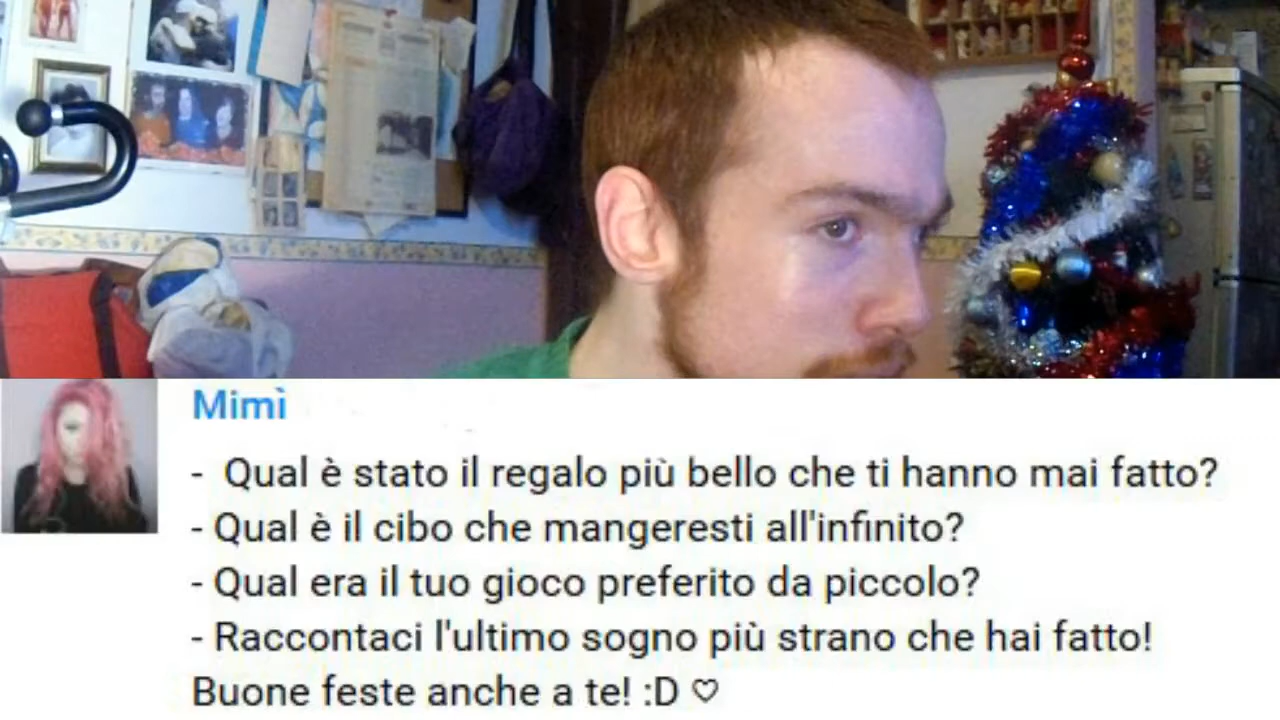 Mimì
- Qual è stato il regalo più bello che ti hanno mai fatto?
- Qual è il cibo che mangeresti all'infinito?
- Qual era il tuo gioco preferito da piccolo?
- Raccontaci l'ultimo sogno più strano che hai fatto!
Buone feste anche a te! :D ♡